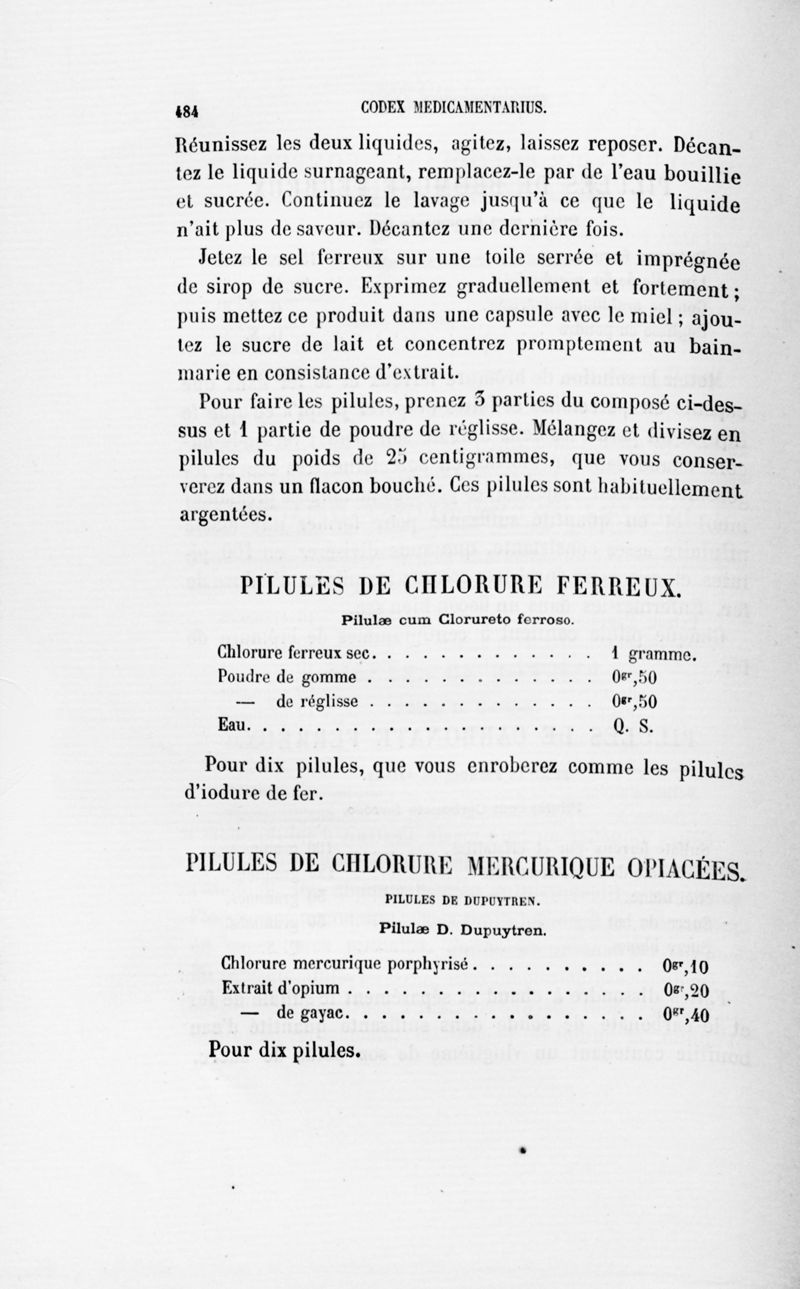 484 CODEX MEDICAMENTARIUS.
Réunissez les deux liquides, agitez, laissez reposer. Décan-
tez le liquide surnageant, remplacez-le par de l'eau bouillie
et sucrée. Continuez le lavage jusqu'à ce que le liquide
n'ait plus de saveur. Décantez une dernière fois.
Jetez le sel ferreux sur une toile serrée et imprégnée
de sirop de sucre. Exprimez graduellement et fortement ;
puis mettez ce produit dans une capsule avec le miel ; ajou-
tez le sucre de lait et concentrez promptement au bain-
marie en consistance d'extrait.
Pour faire les pilules, prenez 3 parties du composé ci-des-
sus et 1 partie de poudre de réglisse. Mélangez et divisez en
pilules du poids de 25 centigrammes, que vous conser-
verez dans un flacon bouché. Ces pilules sont habituellement
argentées.
PILULES DE CHLORURE FERREUX.
Pilulæ cum Clorureto ferroso.
Chlorure ferreux sec. . . . . . . . . . . . . 1 gramme.
Poudre de gomme . . . . . . . . . . . . . 0gr,50
— de réglisse . . . . . . . . . . . . . 0gr,50
Eau. . . . . . . . . . . . . . . . . . . . Q. S.
Pour dix pilules, que vous enroberez comme les pilules
d'iodure de fer.
PILULES DE CHLORURE MERCURIQUE OPIACÉES.
PILULES DE DUPUYTREN.
Pilulæ D. Dupuytren.
Chlorure mercurique porphyrisé. . . . . . . . . . 0gr,10
Extrait d'opium . . . . . . . . . . . . . . . . . 0gr,20
— de gayac. . . . . . . . . . . . . . . . . 0gr,40
Pour dix pilules.